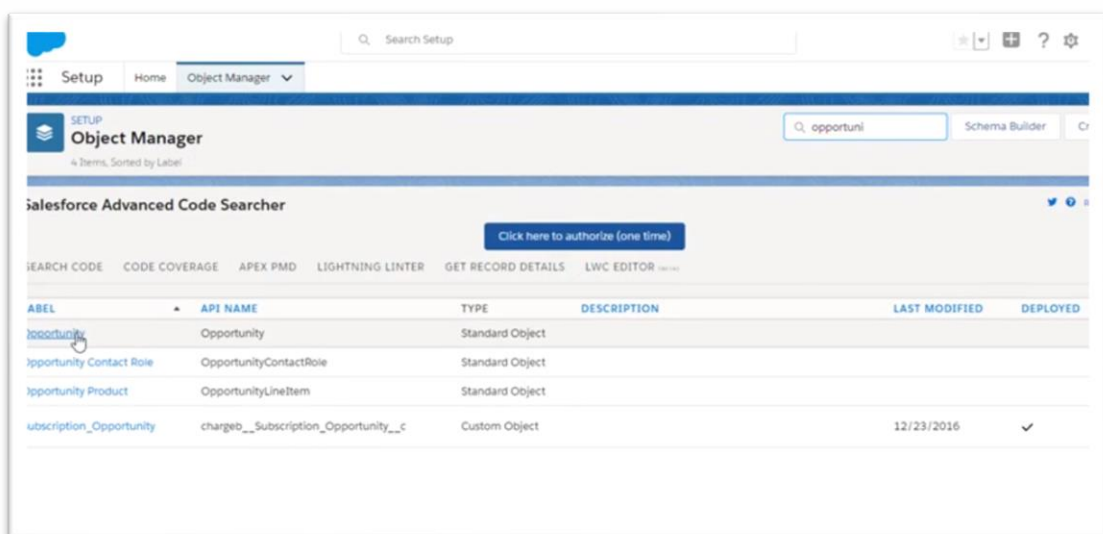 Search Setup
Setup Home Object Manager
SETUP
Object Manager
4 Items, Sorted by Label
opportuni
Schema Builder
Cr
Salesforce Advanced Code Searcher
Click here to authorize (one time)
SEARCH CODE CODE COVERAGE APEX PMD LIGHTNING LINTER GET RECORD DETAILS LWC EDITOR
LABEL API NAME TYPE DESCRIPTION LAST MODIFIED DEPLOYED
Opportunity Opportunity Standard Object
Opportunity Contact Role OpportunityContactRole Standard Object
Opportunity Product OpportunityLineItem Standard Object
Subscription_Opportunity chargeb__Subscription_Opportunity__c Custom Object 12/23/2016